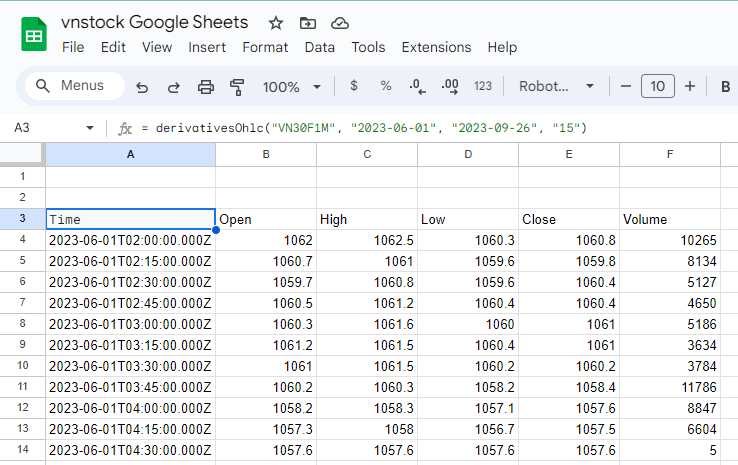 vnstock Google Sheets
File Edit View Insert Format Data Tools Extensions Help
Menus 100% $ % .0 .00 123 Robot... − 10 + B
A3 fx = derivativesOhlc("VN30F1M", "2023-06-01", "2023-09-26", "15")
A B C D E F
1
2
3 Time Open High Low Close Volume
4 2023-06-01T02:00:00.000Z 1062 1062.5 1060.3 1060.8 10265
5 2023-06-01T02:15:00.000Z 1060.7 1061 1059.6 1059.8 8134
6 2023-06-01T02:30:00.000Z 1059.7 1060.8 1059.6 1060.4 5127
7 2023-06-01T02:45:00.000Z 1060.5 1061.2 1060.4 1060.4 4650
8 2023-06-01T03:00:00.000Z 1060.3 1061.6 1060 1061 5186
9 2023-06-01T03:15:00.000Z 1061.2 1061.5 1060.4 1061 3634
10 2023-06-01T03:30:00.000Z 1061 1061.5 1060.2 1060.2 3784
11 2023-06-01T03:45:00.000Z 1060.2 1060.3 1058.2 1058.4 11786
12 2023-06-01T04:00:00.000Z 1058.2 1058.3 1057.1 1057.6 8847
13 2023-06-01T04:15:00.000Z 1057.3 1058 1056.7 1057.5 6604
14 2023-06-01T04:30:00.000Z 1057.6 1057.6 1057.6 1057.6 5